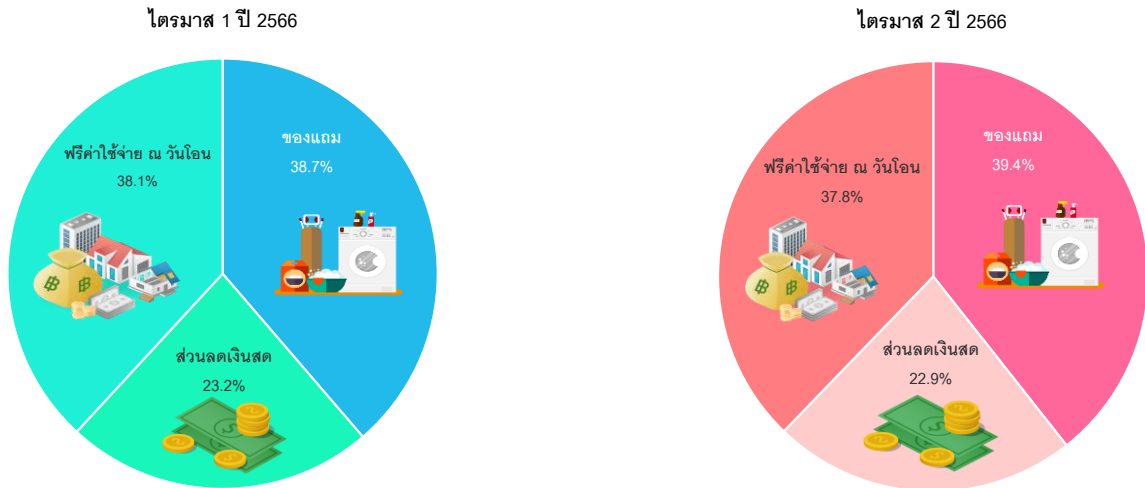 ไตรมาส 1 ปี 2566
ของแถม
38.7%
ฟรีค่าใช้จ่าย ณ วันโอน
38.1%
ส่วนลดเงินสด
23.2%
ไตรมาส 2 ปี 2566
ของแถม
39.4%
ฟรีค่าใช้จ่าย ณ วันโอน
37.8%
ส่วนลดเงินสด
22.9%